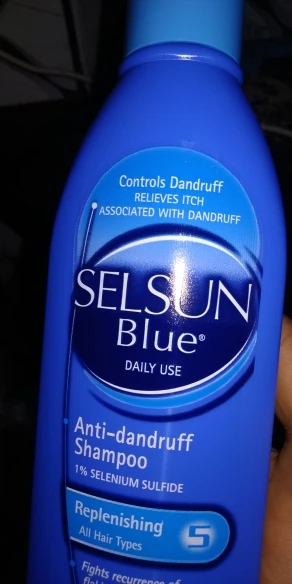 Controls Dandruff
RELIEVES ITCH
ASSOCIATED WITH DANDRUFF
SELSUN
Blue®
DAILY USE
Anti-dandruff
Shampoo
1% SELENIUM SULFIDE
Replenishing
All Hair Types
5
Fights recurrence of